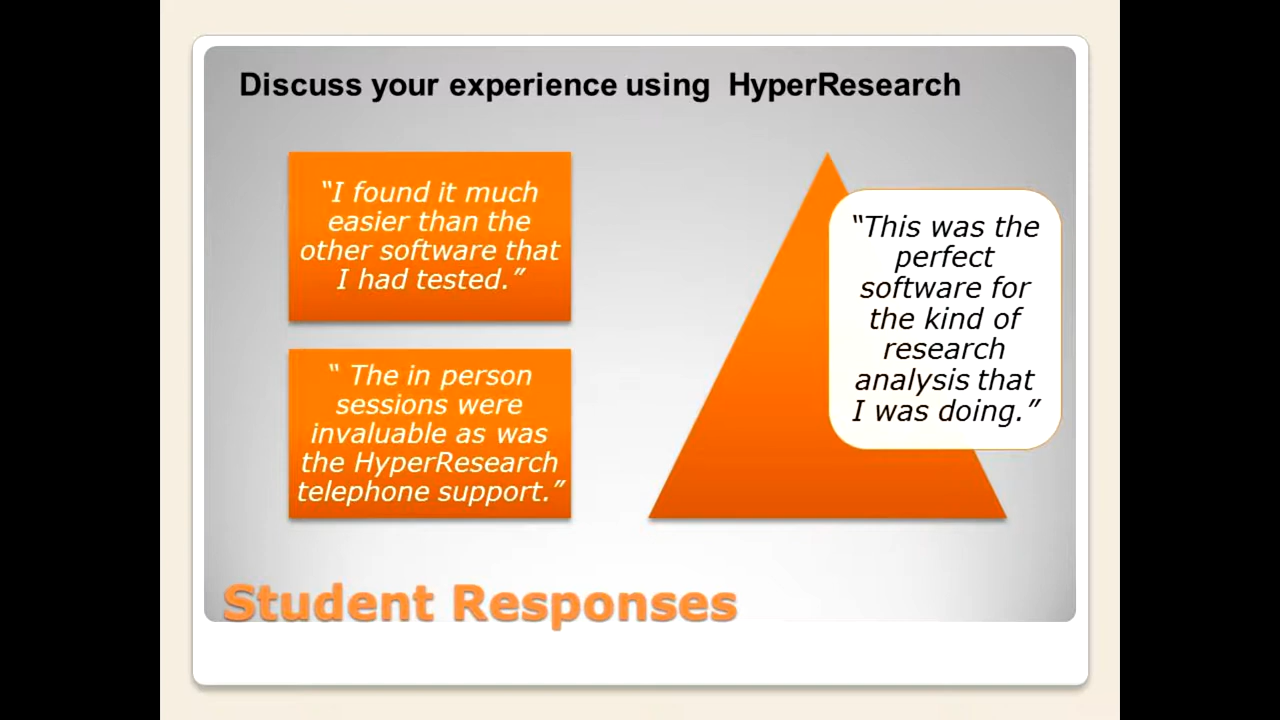 Discuss your experience using  HyperResearch
“I found it much
easier than the
other software that
I had tested.”
“ The in person
sessions were
invaluable as was
the HyperResearch
telephone support.”
“This was the
perfect
software for
the kind of
research
analysis that
I was doing.”
Student Responses